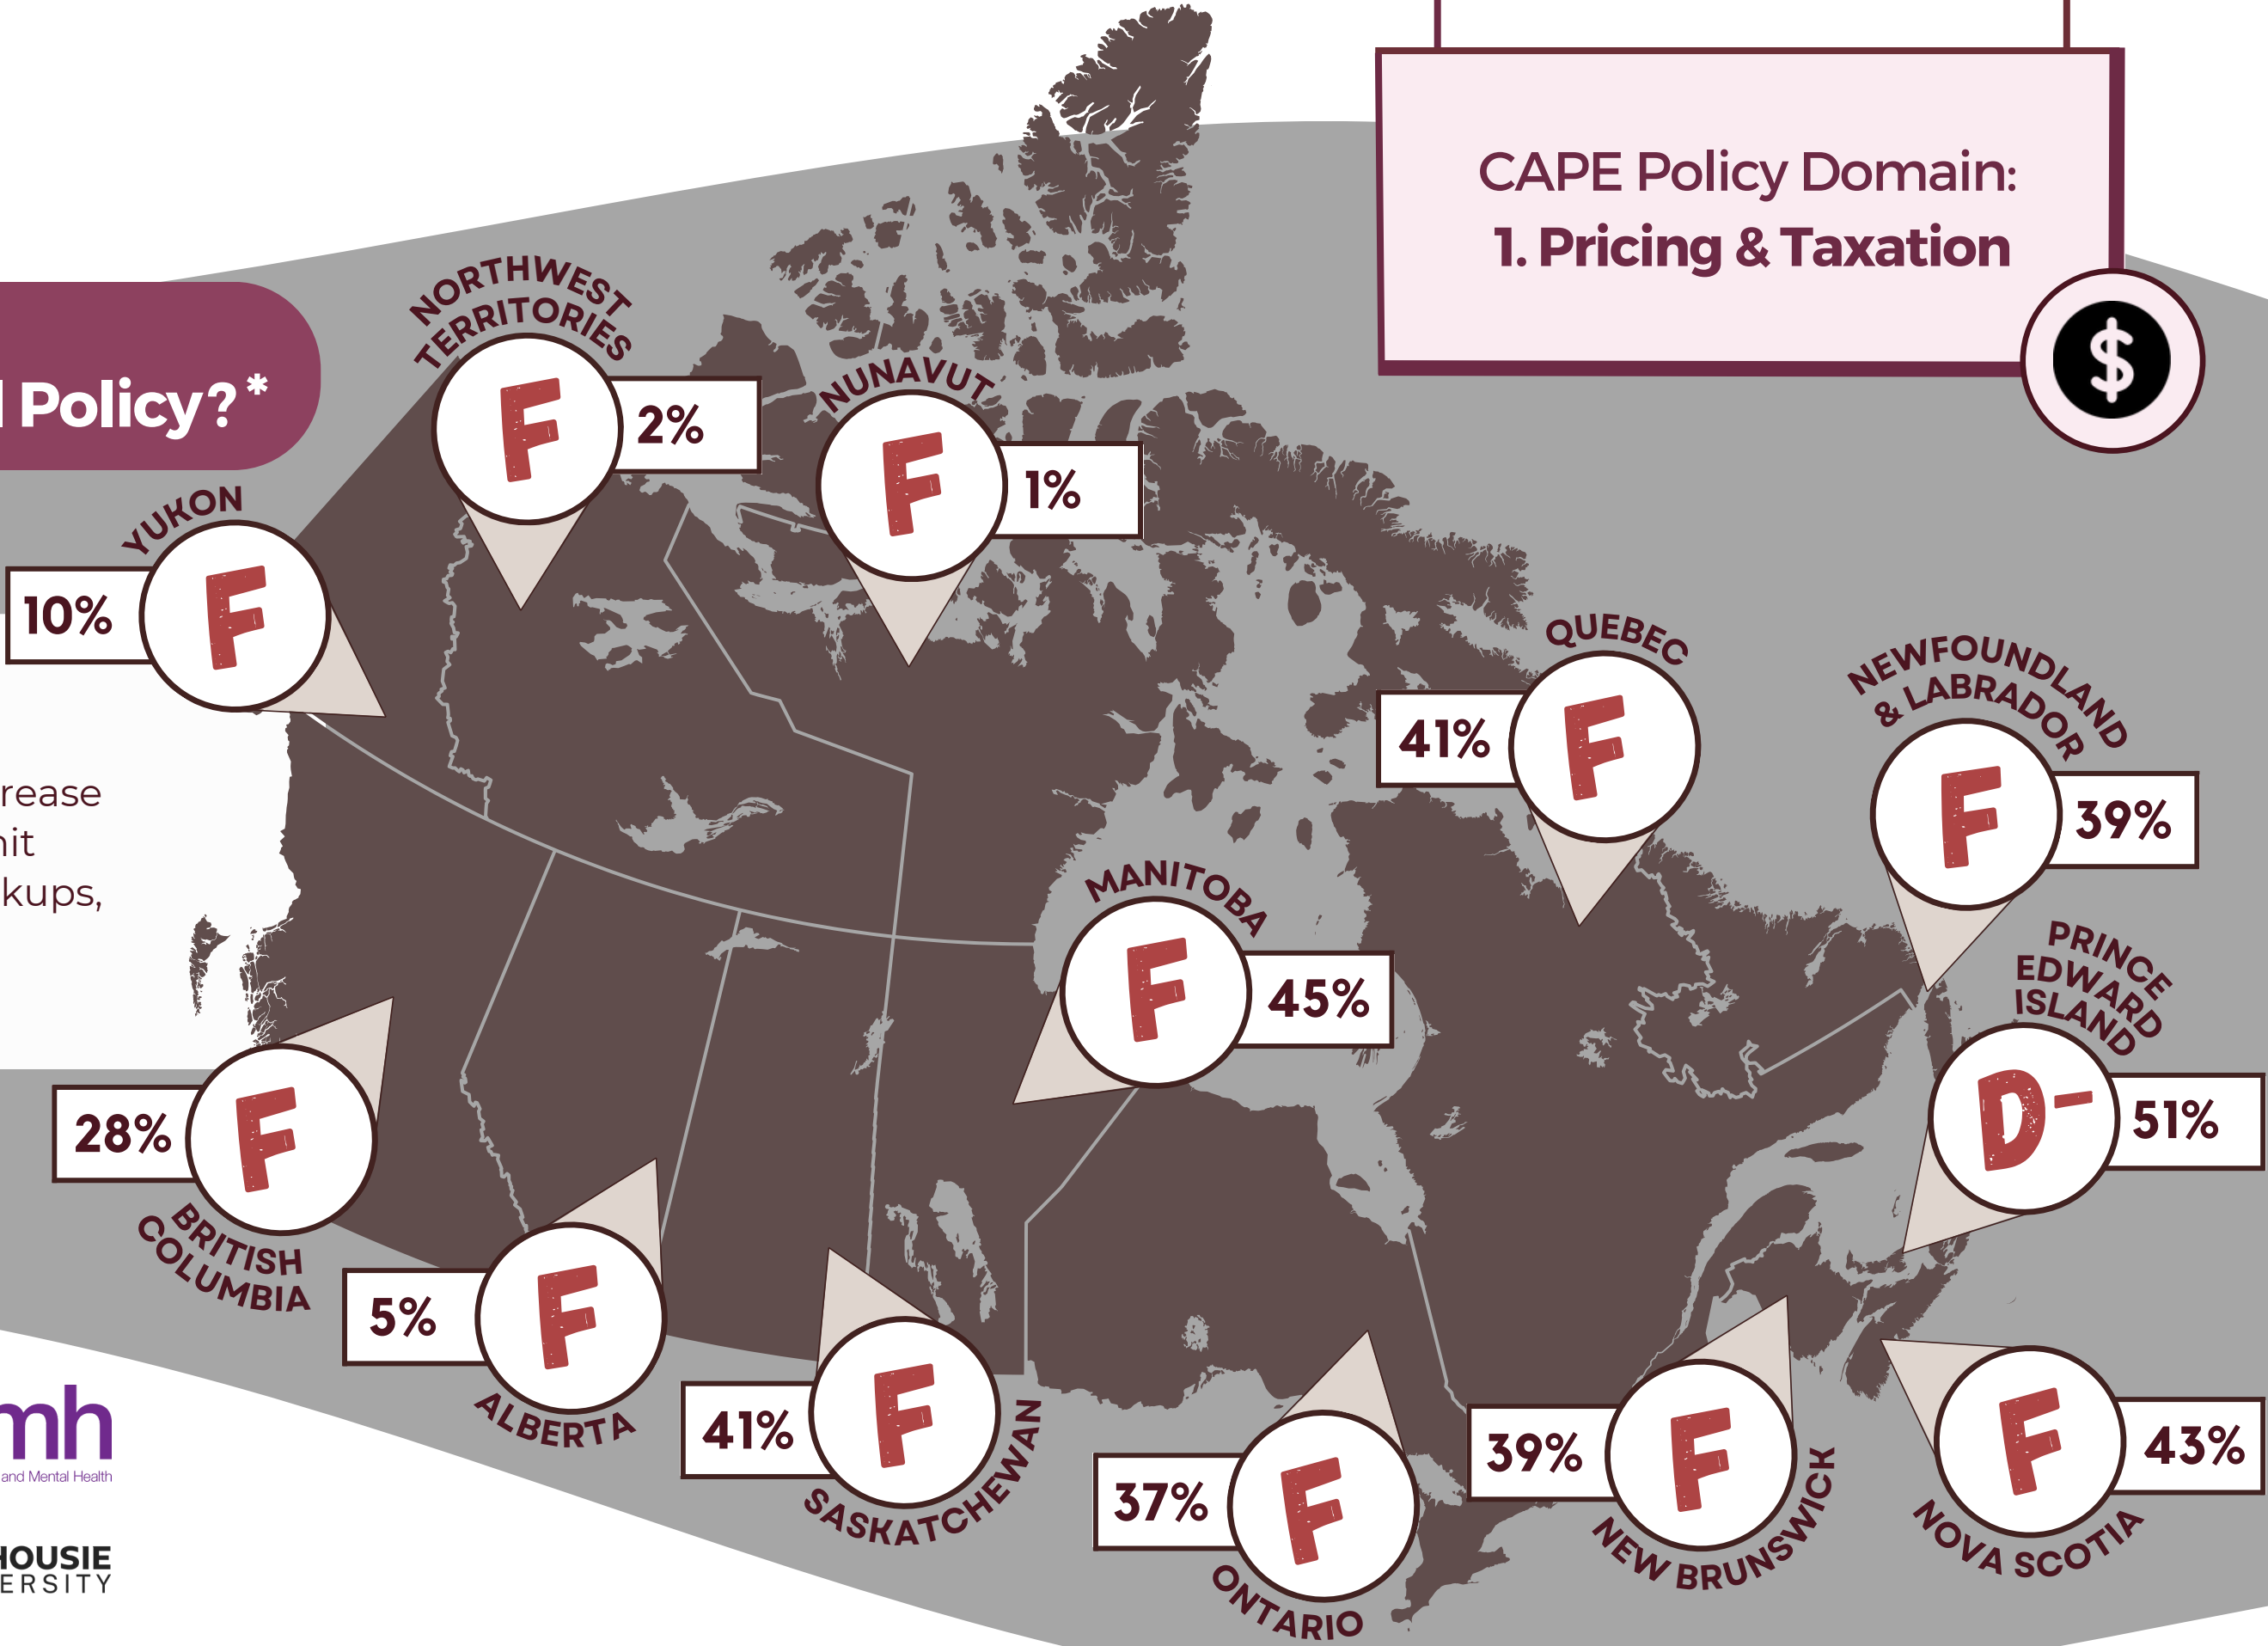 CAPE Policy Domain:
1. Pricing & Taxation
$
Policy?*
NORTHWEST
TERRITORIES
F
2%
NUNAVUT
F
1%
YUKON
10%
F
QUEBEC
41%
F
NEWFOUNDLAND
& LABRADOR
F
39%
rease
kups,
MANITOBA
F
45%
PRINCE
EDWARD
ISLAND
D-
51%
28%
F
BRITISH
COLUMBIA
5%
F
ALBERTA
41%
F
SASKATCHEWAN
37%
F
ONTARIO
39%
F
NEW BRUNSWICK
F
43%
NOVA SCOTIA
mh
and Mental Health
HOUSIE
ERSITY